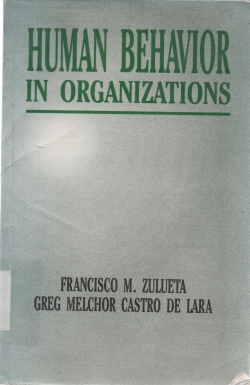 HUMAN BEHAVIOR
IN ORGANIZATIONS
FRANCISCO M. ZULUETA
GREG MELCHOR CASTRO DE LARA